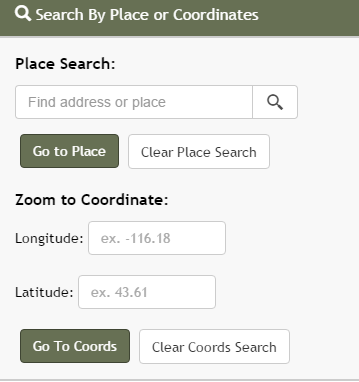 Search By Place or Coordinates
Place Search:
Find address or place
Go to Place Clear Place Search
Zoom to Coordinate:
Longitude: ex. -116.18
Latitude: ex. 43.61
Go To Coords Clear Coords Search